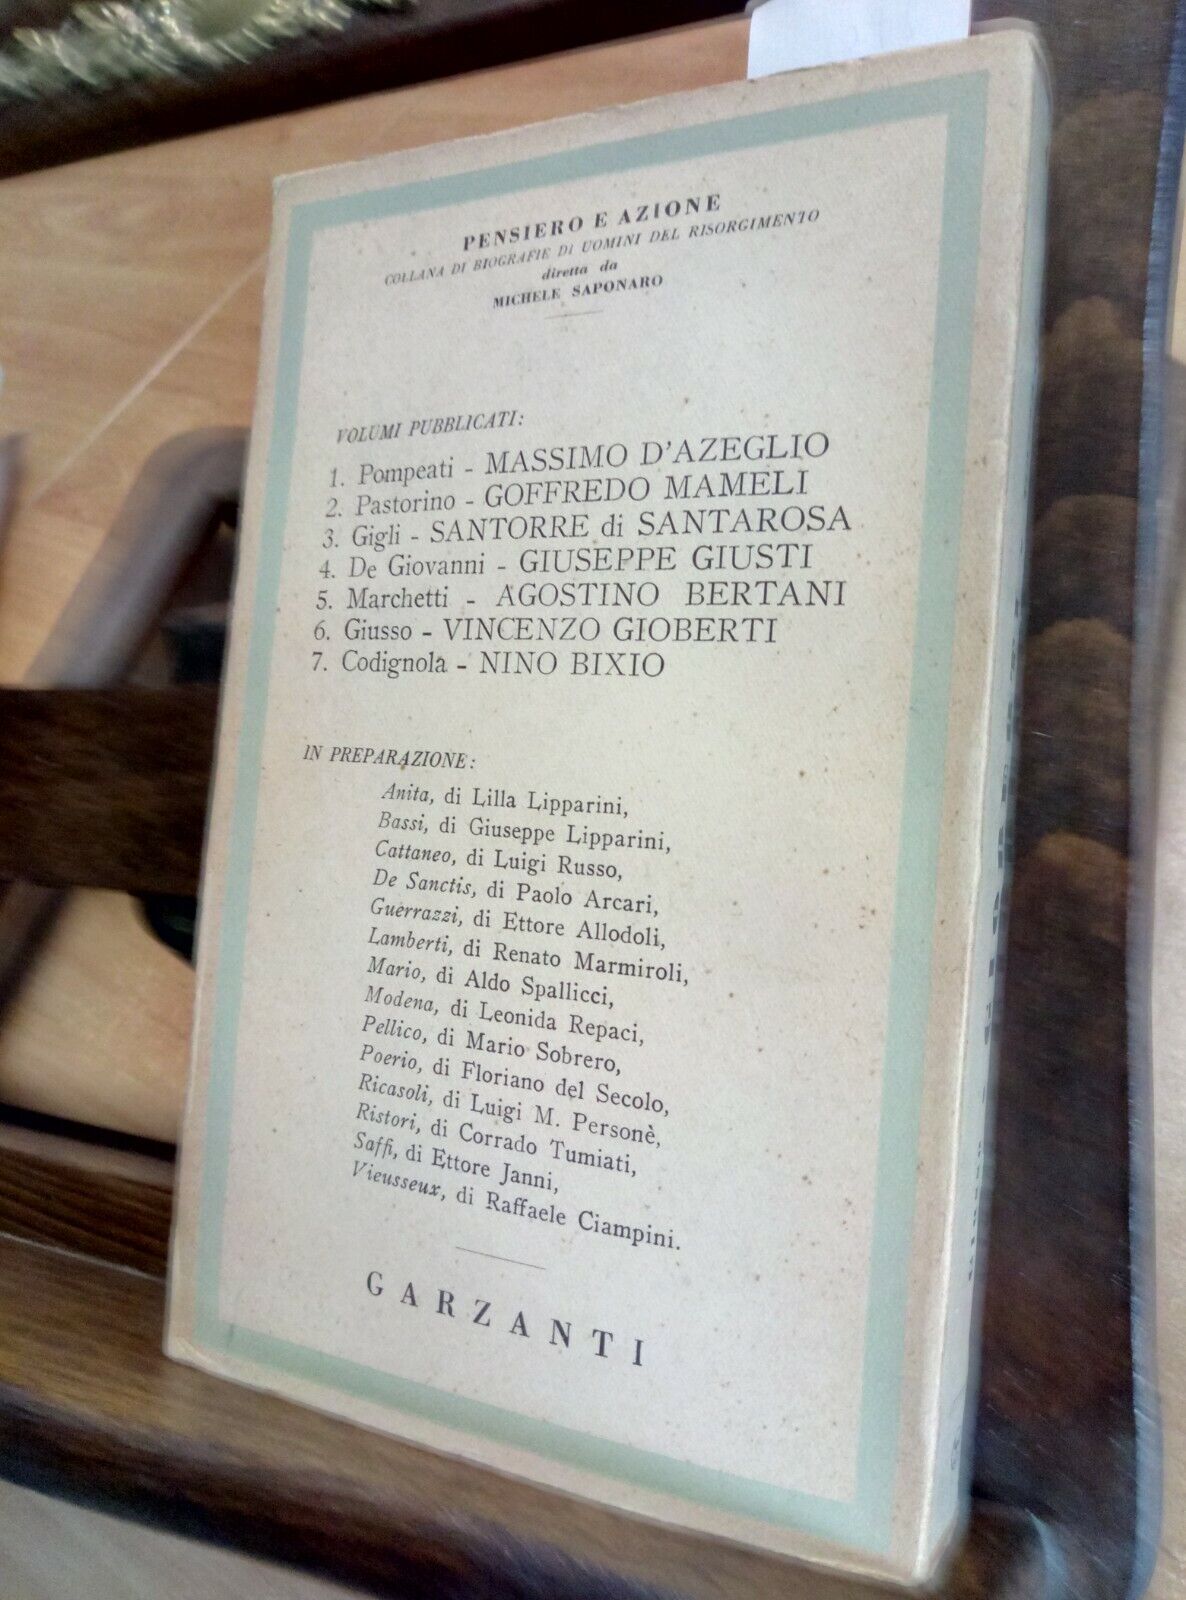 PENSIERO E AZIONE
COLLANA DI BIOGRAFIE DI UOMINI DEL RISORGIMENTO
diretta da
MICHELE SAPONARO
VOLUMI PUBBLICATI:
1. Pompeati - MASSIMO D'AZEGLIO
2. Pastorino - GOFFREDO MAMELI
3. Gigli - SANTORRE di SANTAROSA
4. De Giovanni - GIUSEPPE GIUSTI
5. Marchetti - AGOSTINO BERTANI
6. Giusso - VINCENZO GIOBERTI
7. Codignola - NINO BIXIO
IN PREPARAZIONE:
Anita, di Lilla Lipparini,
Bassi, di Giuseppe Lipparini,
Cattaneo, di Luigi Russo,
De Sanctis, di Paolo Arcari,
Guerrazzi, di Ettore Allodoli,
Lamberti, di Renato Marmiroli,
Mario, di Aldo Spallicci,
Modena, di Leonida Repaci,
Pellico, di Mario Sobrero,
Poerio, di Floriano del Secolo,
Ricasoli, di Luigi M. Personè,
Ristori, di Corrado Tumiati,
Saffi, di Ettore Janni,
Vieusseux, di Raffaele Ciampini.
GARZANTI